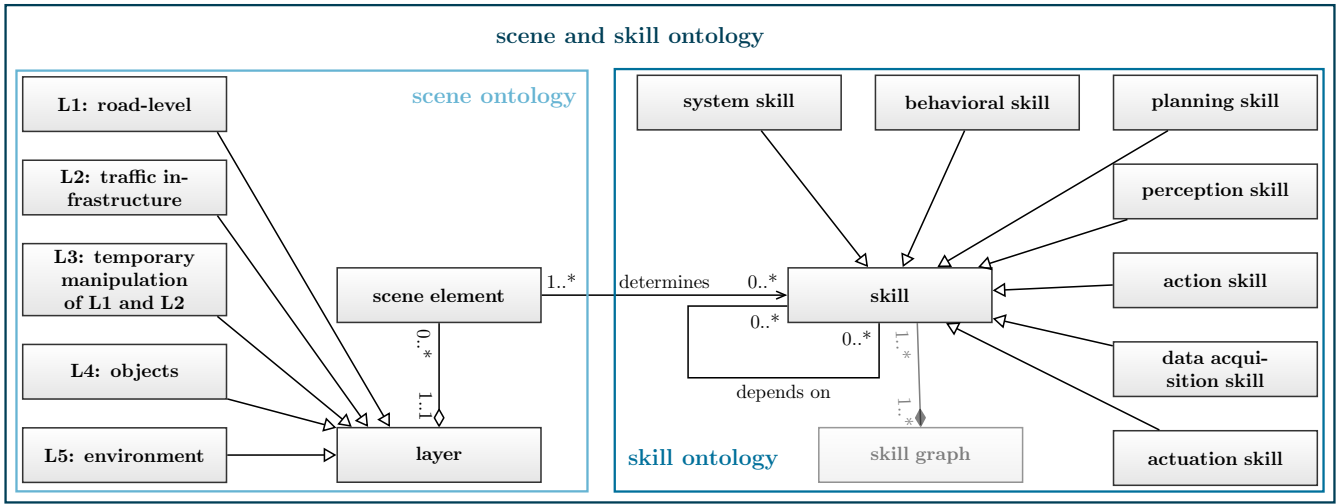 scene and skill ontology
scene ontology
L1: road-level
L2: traffic in-
frastructure
L3: temporary
manipulation
of L1 and L2
L4: objects
L5: environment
scene element
0..*
1..1
layer
1..*
determines
0..*
system skill
behavioral skill
planning skill
perception skill
action skill
data acqui-
sition skill
actuation skill
skill
0..*
0..*
depends on
1..*
1..*
skill graph
skill ontology